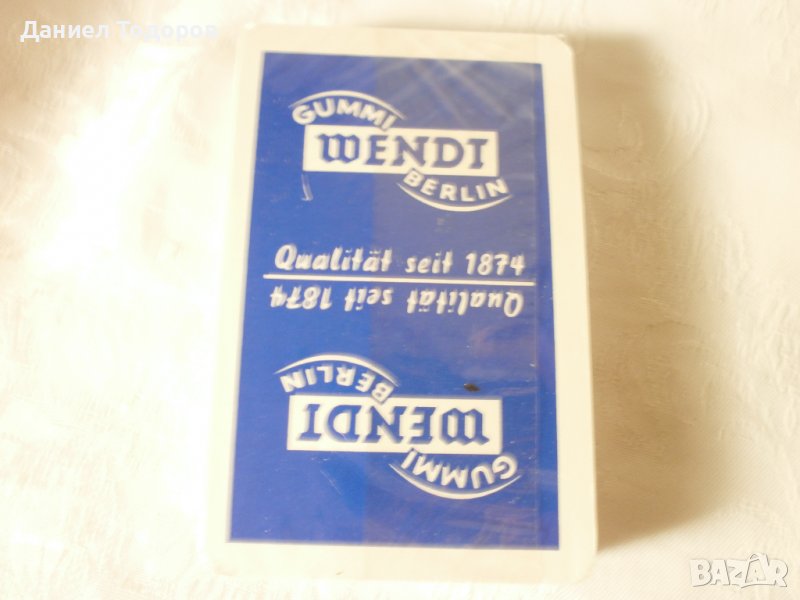 Даниел Тодоров
GUMMI
WENDI
BERLIN
Qualität seit 1874
Qualität seit 1874
BERLIN
WENDI
GUMMI
BAZAR